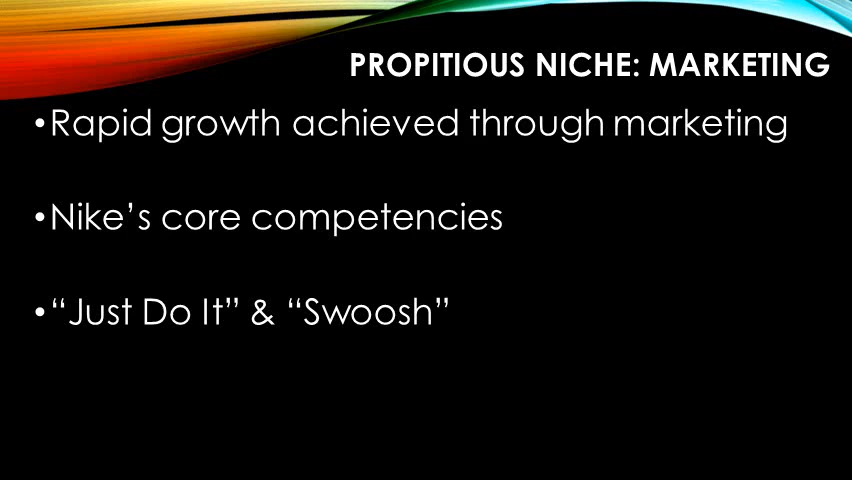 PROPITIOUS NICHE: MARKETING
•Rapid growth achieved through marketing
•Nike’s core competencies
•“Just Do It” & “Swoosh”